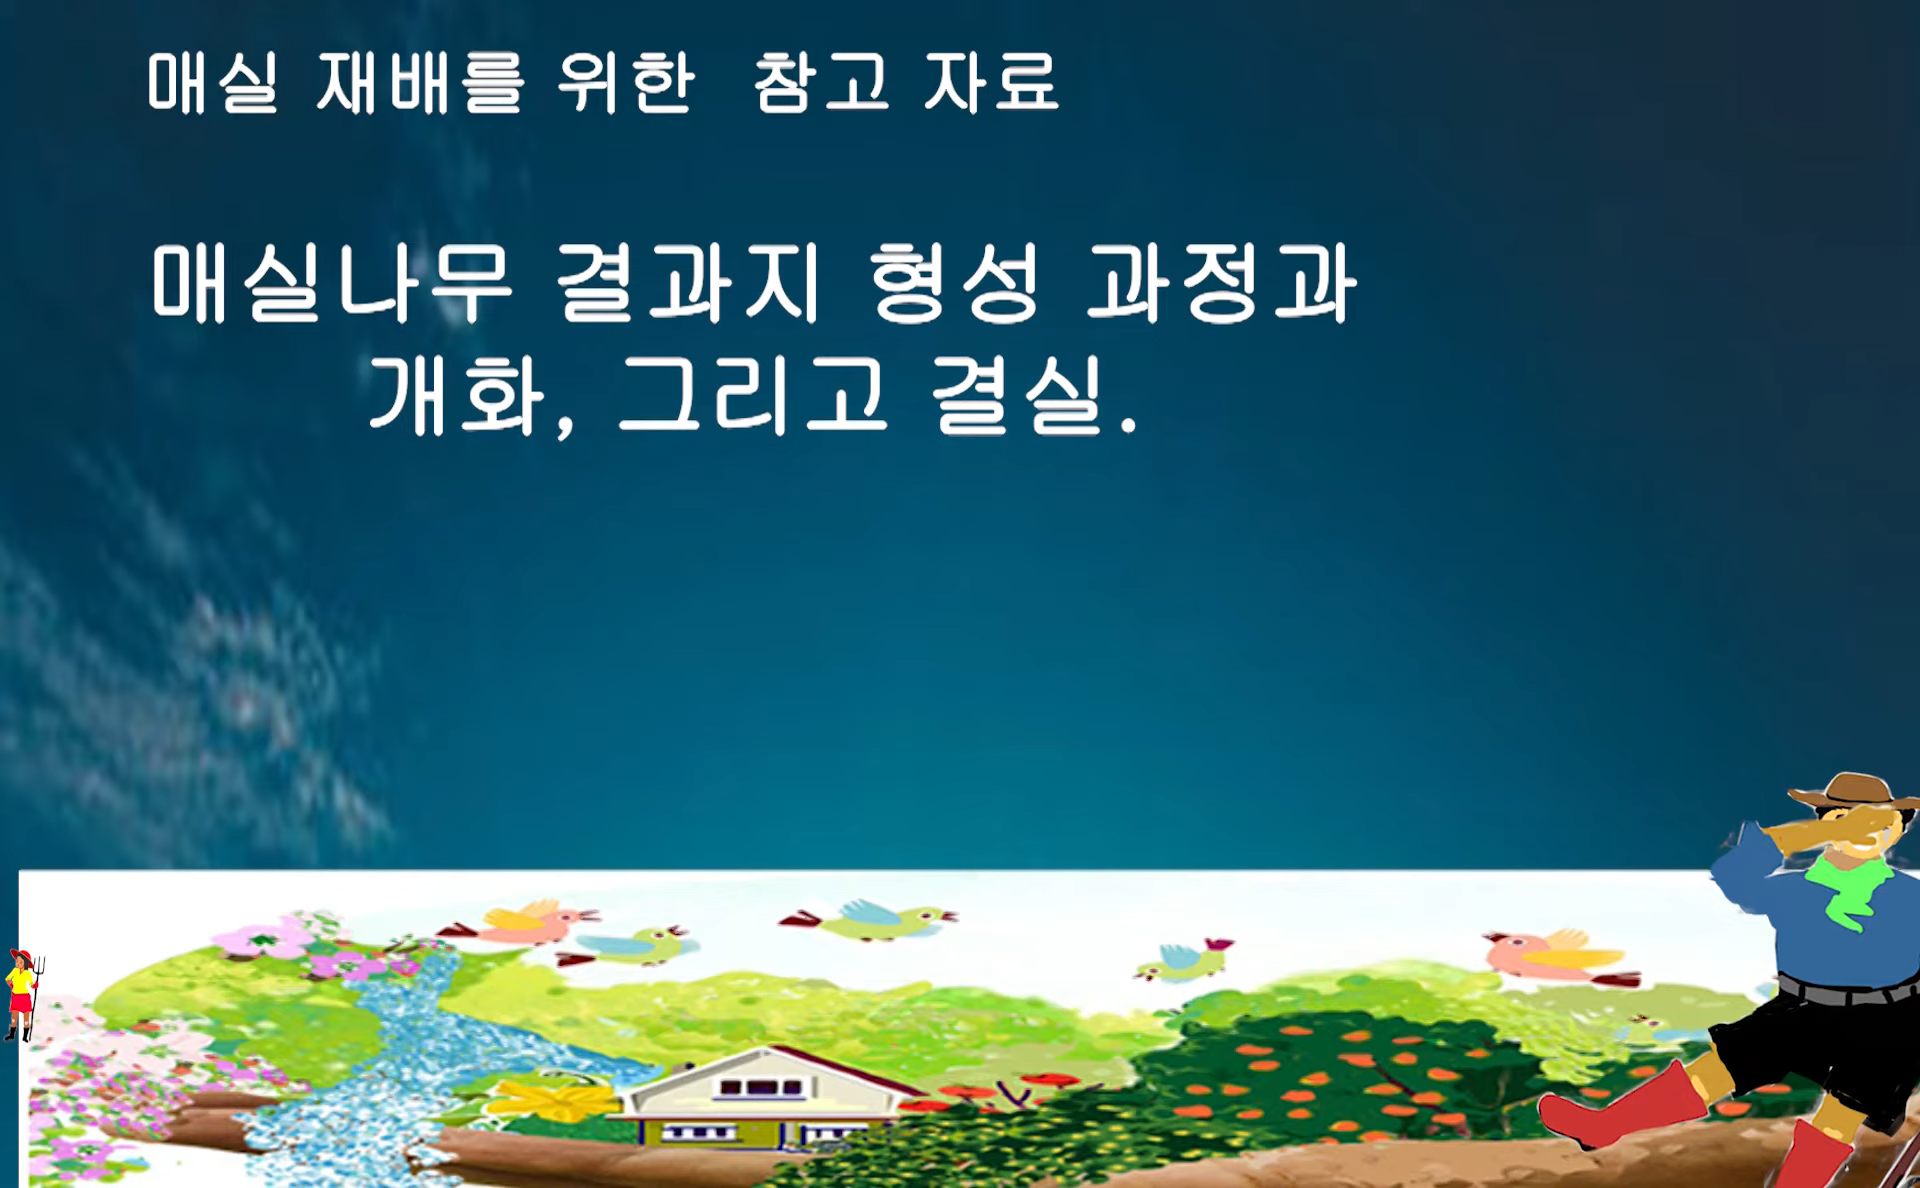 매실 재배를 위한 참고 자료
매실나무 결과지 형성 과정과
개화, 그리고 결실.